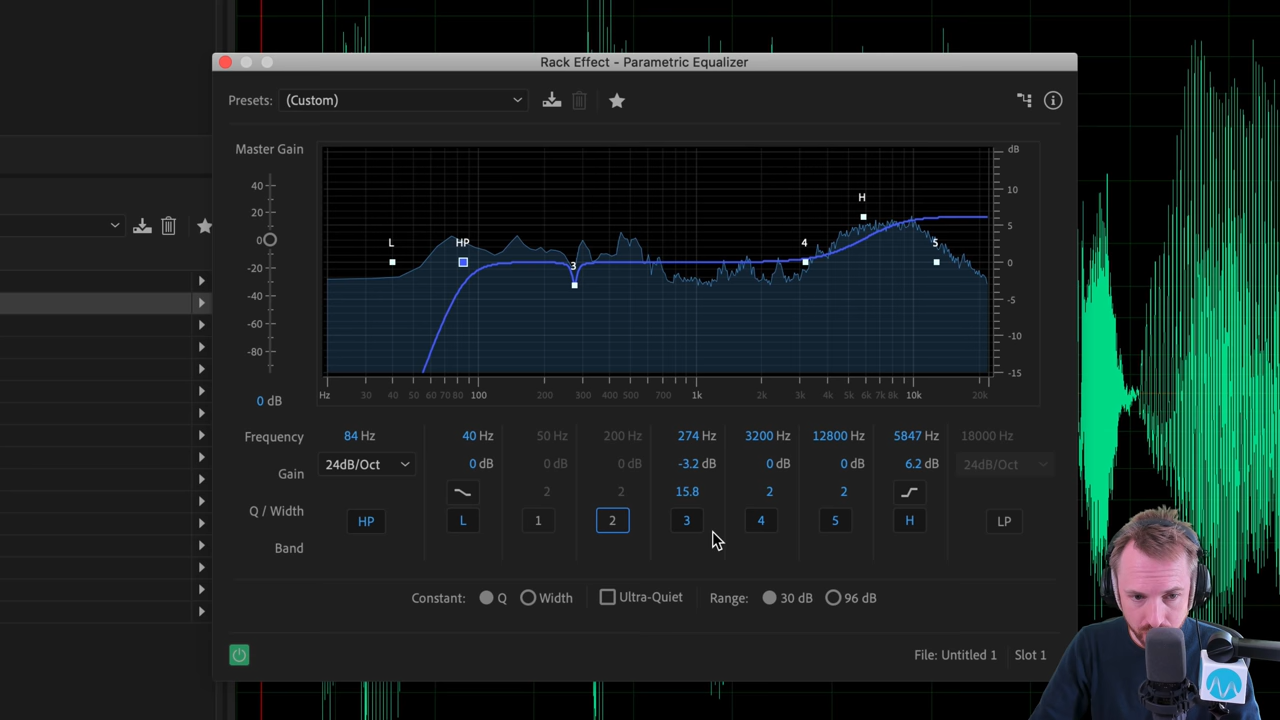 Rack Effect - Parametric Equalizer
Presets: (Custom)
Master Gain
40
20
0
-20
-40
-60
-80
0 dB
L
HP
3
4
H
5
dB
10
5
0
-5
-10
-15
Hz 30 40 50 60 70 80 100 200 300 400 500 700 1k 2k 3k 4k 5k 6k 7k 8k 10k 20k
Frequency 84 Hz 40 Hz 50 Hz 200 Hz 274 Hz 3200 Hz 12800 Hz 5847 Hz 18000 Hz
Gain 24dB/Oct 0 dB 0 dB 0 dB -3.2 dB 0 dB 0 dB 6.2 dB 24dB/Oct
Q / Width 2 2 15.8 2 2
Band HP L 1 2 3 4 5 H LP
Constant: Q Width Ultra-Quiet Range: 30 dB 96 dB
File: Untitled 1 Slot 1